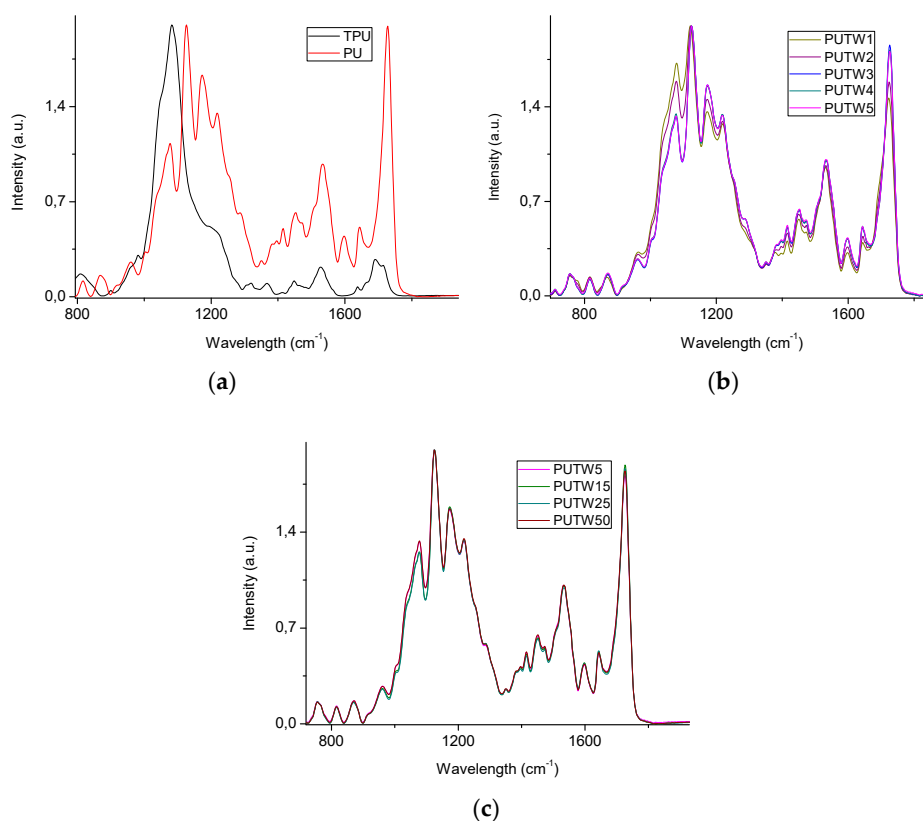 TPU
PU
1,4
0,7
0,0
Intensity (a.u.)
800
1200
1600
Wavelength (cm-1)
(a)
PUTW1
PUTW2
PUTW3
PUTW4
PUTW5
1,4
0,7
0,0
Intensity (a.u.)
800
1200
1600
Wavelength (cm-1)
(b)
PUTW5
PUTW15
PUTW25
PUTW50
1,4
0,7
0,0
Intensity (a.u.)
800
1200
1600
Wavelength (cm-1)
(c)